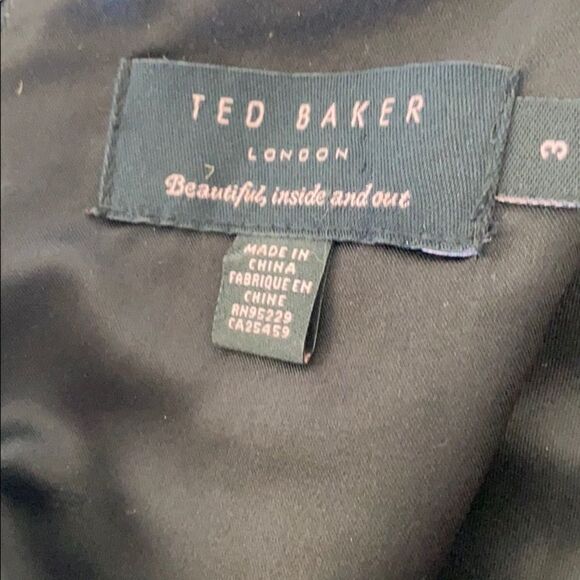 TED BAKER
LONDON
Beautiful, inside and out
3
MADE IN
CHINA
FABRIQUE EN
CHINE
RN95229
CA25459